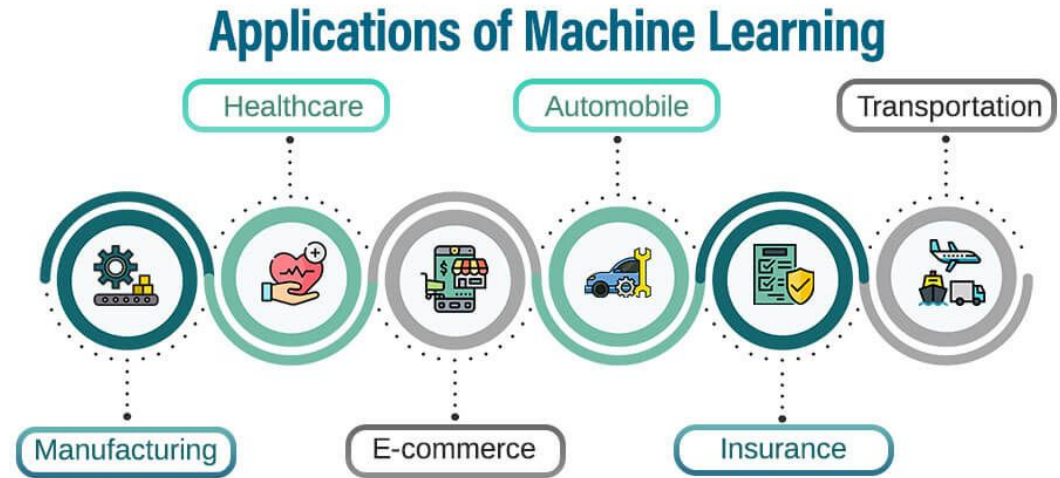 Applications of Machine Learning
Healthcare
Automobile
Transportation
$
Manufacturing
E-commerce
Insurance